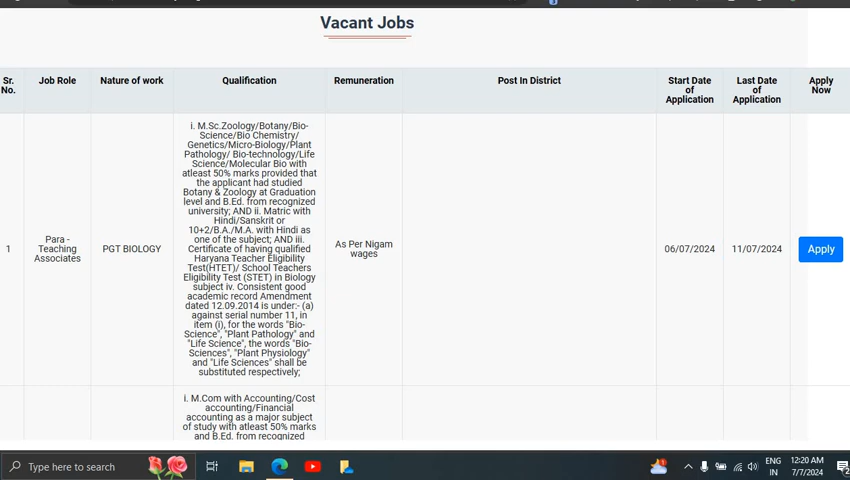 Vacant Jobs
Sr. No.
Job Role
Nature of work
Qualification
Remuneration
Post In District
Start Date of Application
Last Date of Application
Apply Now
1
Para - Teaching Associates
PGT BIOLOGY
i. M.Sc.Zoology/Botany/Bio-
Science/Bio Chemistry/
Genetics/Micro-Biology/Plant
Pathology/ Bio-technology/Life
Science/Molecular Bio with
atleast 50% marks provided that
the applicant had studied
Botany & Zoology at Graduation
level and B.Ed. from recognized
university; AND ii. Matric with
Hindi/Sanskrit or
10+2/B.A./M.A. with Hindi as
one of the subject; AND iii.
Certificate of having qualified
Haryana Teacher Eligibility
Test(HTET)/ School Teachers
Eligibility Test (STET) in Biology
subject iv. Consistent good
academic record Amendment
dated 12.09.2014 is under:- (a)
against serial number 11, in
item (i), for the words "Bio-
Science", "Plant Pathology" and
"Life Science", the words "Bio-
Sciences", "Plant Physiology"
and "Life Sciences" shall be
substituted respectively;
As Per Nigam wages
06/07/2024
11/07/2024
Apply
i. M.Com with Accounting/Cost
accounting/Financial
accounting as a major subject
of study with atleast 50% marks
and B.Ed. from recognized
Type here to search
ENG
IN
12:20 AM
7/7/2024